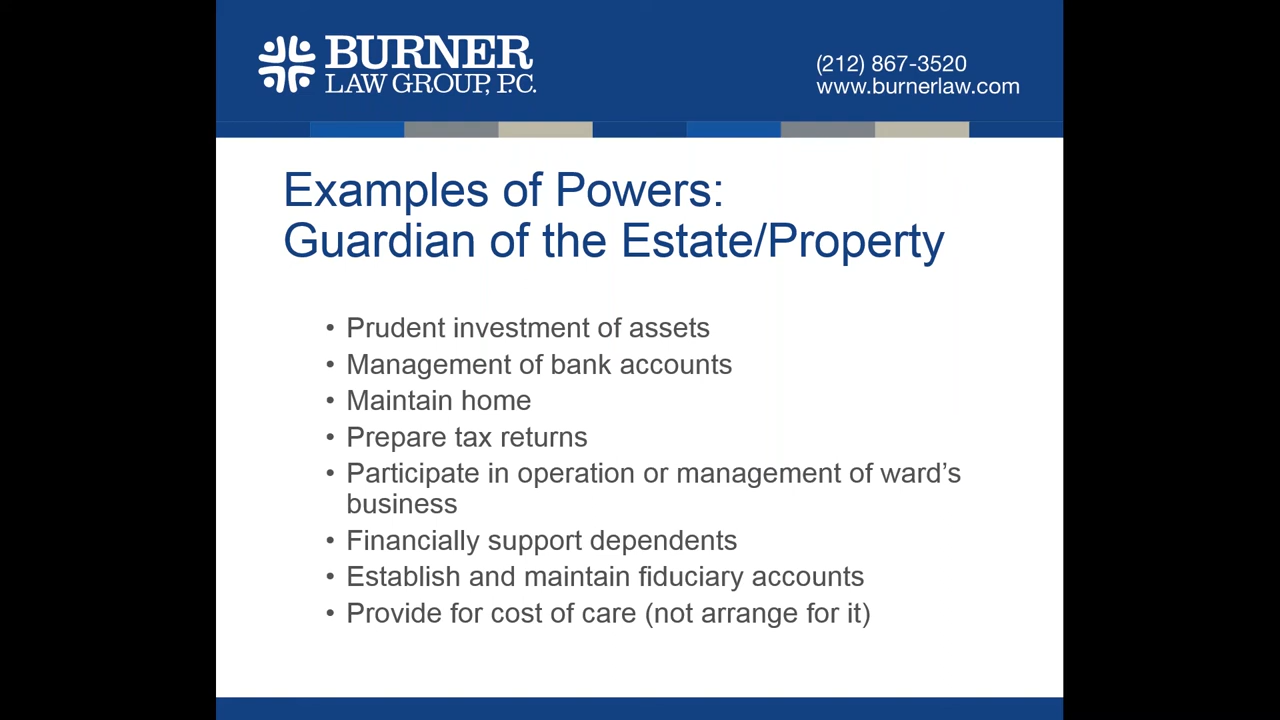 BURNER
LAW GROUP, P.C.
(212) 867-3520
www.burnerlaw.com
Examples of Powers:
Guardian of the Estate/Property
• Prudent investment of assets
• Management of bank accounts
• Maintain home
• Prepare tax returns
• Participate in operation or management of ward’s
business
• Financially support dependents
• Establish and maintain fiduciary accounts
• Provide for cost of care (not arrange for it)